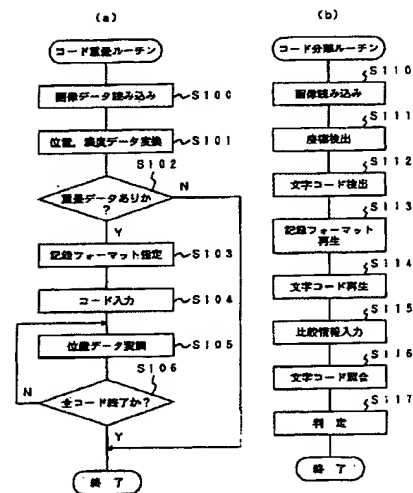 (a)
コード重畳ルーチン
画像データ読み込み
S100
位置，濃度データ変換
S101
S102
重畳データありか
?
N
Y
記録フォーマット指定
S103
コード入力
S104
位置データ変換
S105
S106
N
全コード終了か?
Y
終了
(b)
コード分離ルーチン
S110
画像読み込み
S111
座標検出
S112
文字コード検出
S113
記録フォーマット
再生
S114
文字コード再生
S115
比較情報入力
S116
文字コード照会
S117
判定
終了